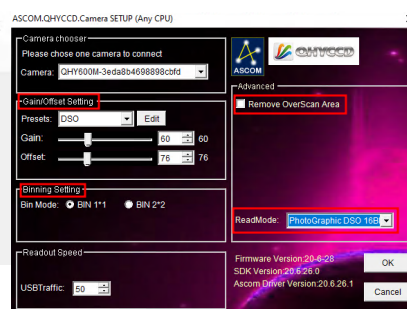 ASCOM.QHYCCD.Camera SETUP (Any CPU)
Camera chooser
Please chose one camera to connect
Camera: QHY600M-3eda8b4698898cbfd
ASCOM
QHYCCD
Gain/Offset Setting
Presets: DSO Edit
Gain: 60 60
Offset: 76 76
Binning Setting
Bin Mode: BIN 1*1 BIN 2*2
Readout Speed
USBTraffic: 50
Advanced
Remove OverScan Area
ReadMode: PhotoGraphic DSO 16B
Firmware Version:20-6-28
SDK Version:20.6.26.0
Ascom Driver Version:20.6.26.1
OK
Cancel